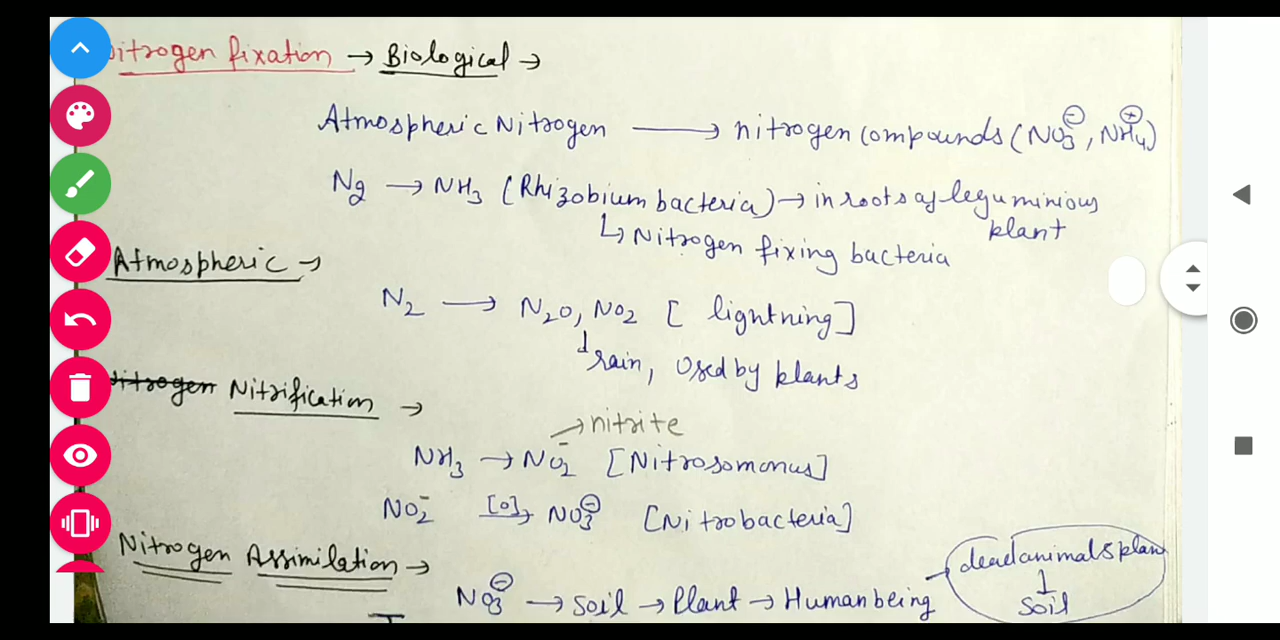 Nitrogen fixation → Biological →
Atmospheric Nitrogen → nitrogen compounds (NO3⊖, NH4⊕)
N2 → NH3 (Rhizobium bacteria) → in roots of leguminious plant
↳ Nitrogen fixing bacteria
Atmospheric →
N2 → N2O, NO2 [ lightning]
↓ rain, Used by plants
Nitrogen Nitrification →
→ nitrite
NH3 → NO2⁻ [Nitrosomonus]
NO2⁻ [O]→ NO3⊖ [Nitrobacteria]
Nitrogen Assimilation →
NO3⊖ → Soil → Plant → Human being → dead animals & plan
↓
Soil